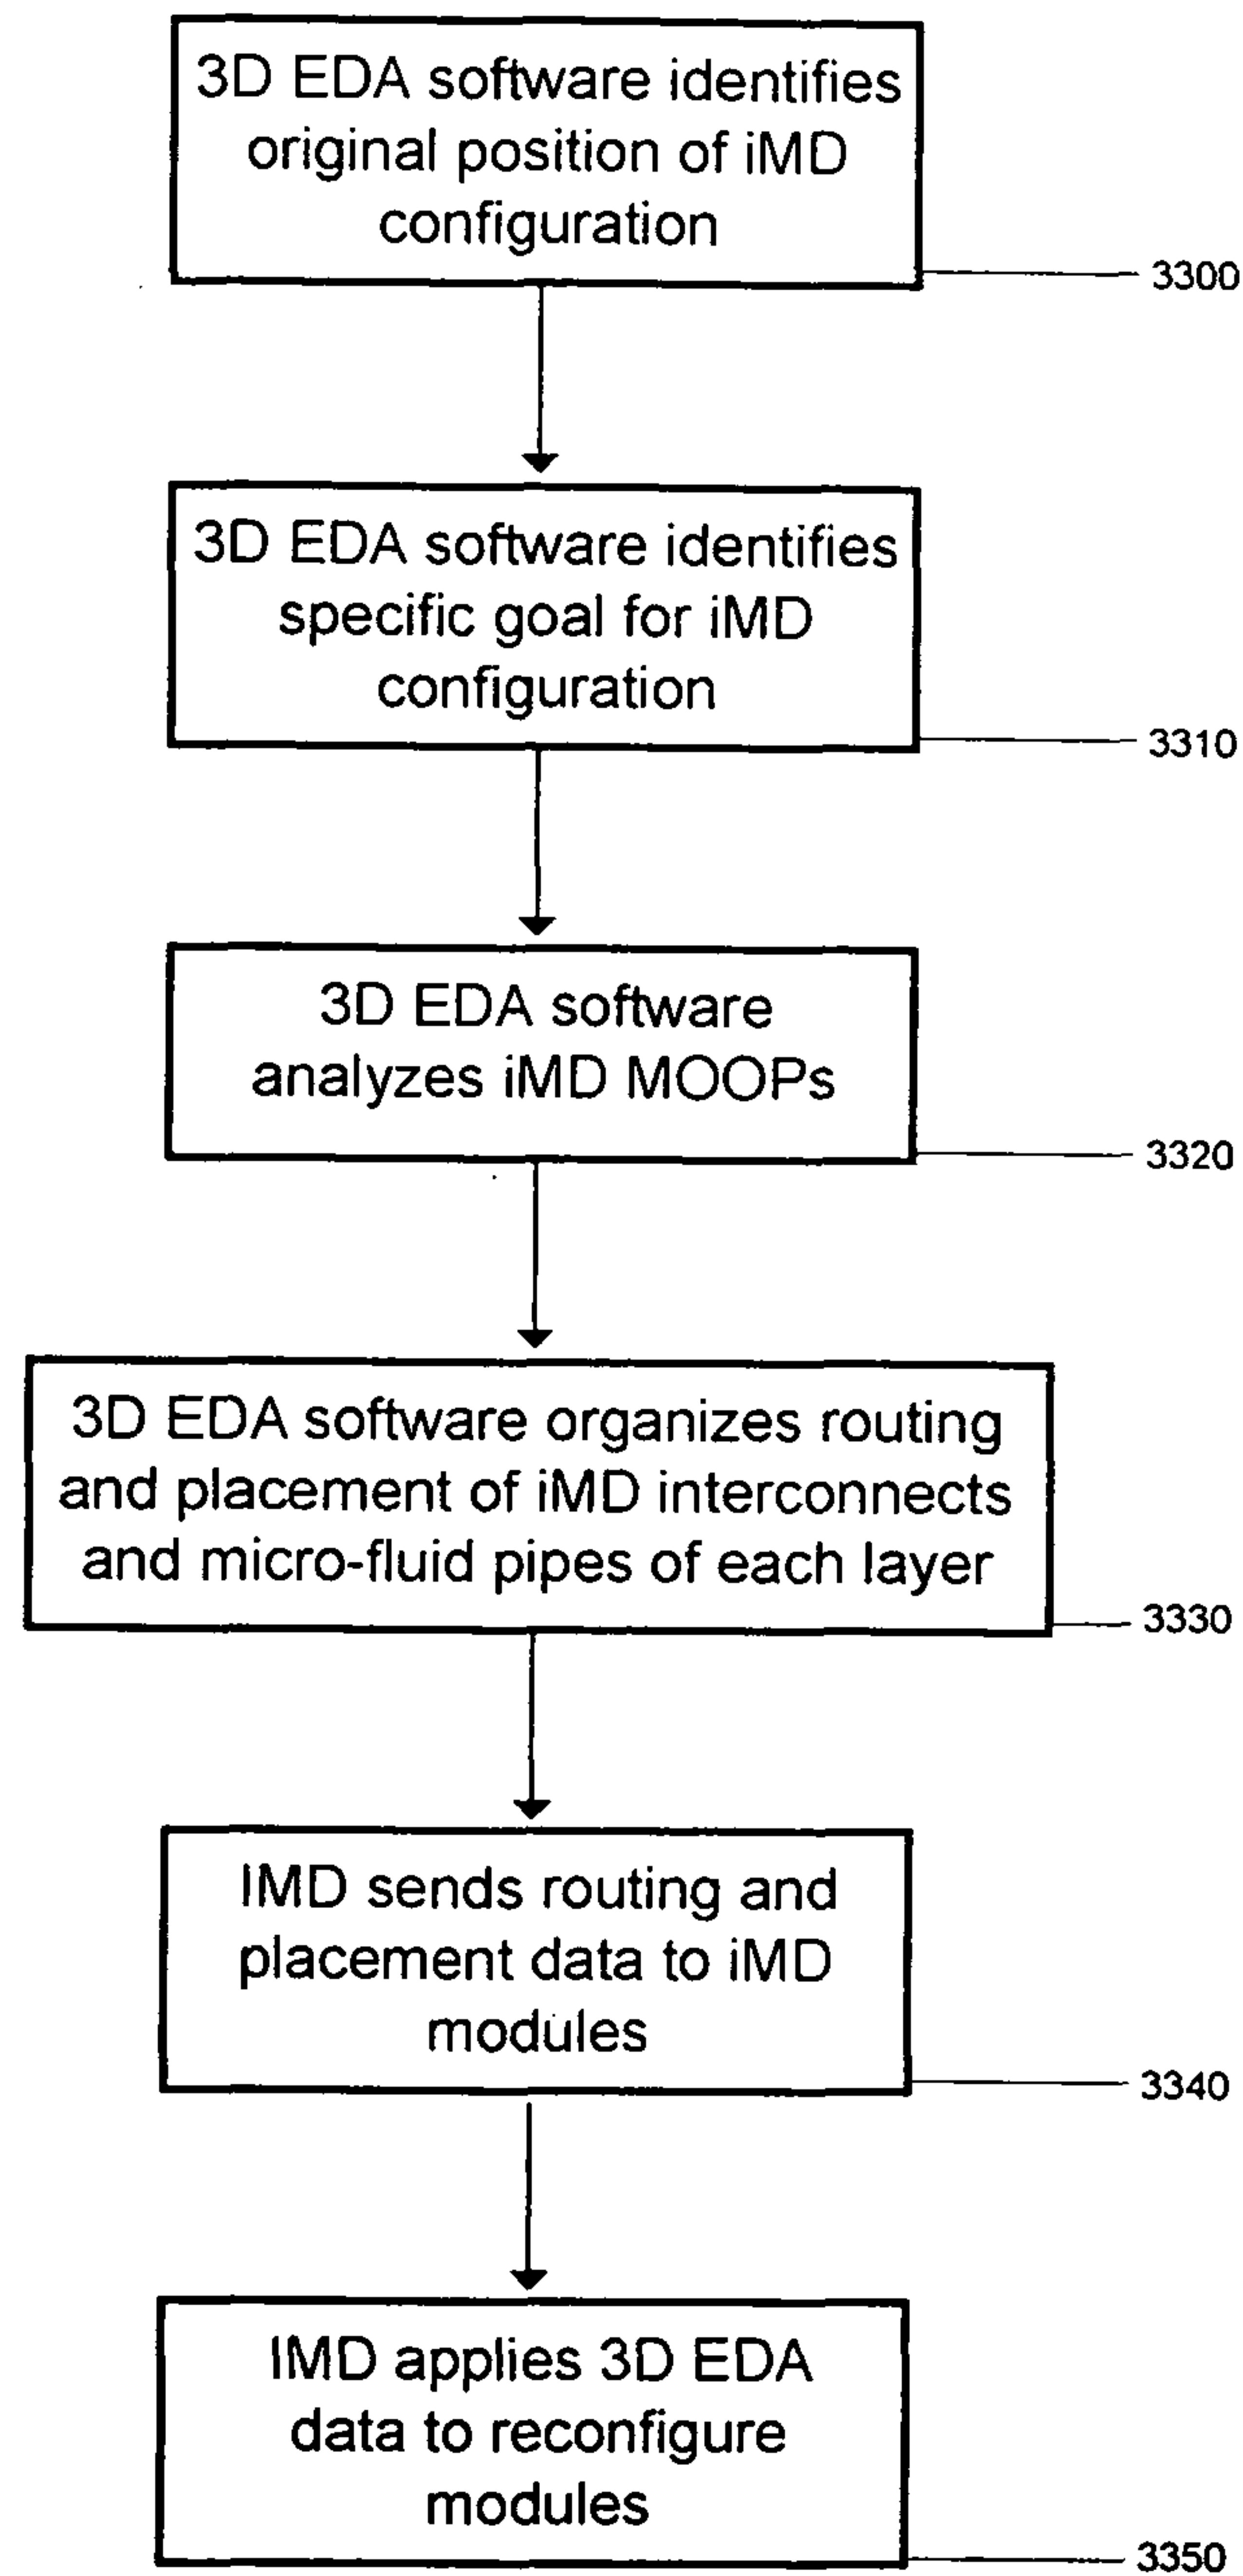 3D EDA software identifies
original position of iMD
configuration
3300
3D EDA software identifies
specific goal for iMD
configuration
3310
3D EDA software
analyzes iMD MOOPs
3320
3D EDA software organizes routing
and placement of iMD interconnects
and micro-fluid pipes of each layer
3330
IMD sends routing and
placement data to iMD
modules
3340
IMD applies 3D EDA
data to reconfigure
modules
3350